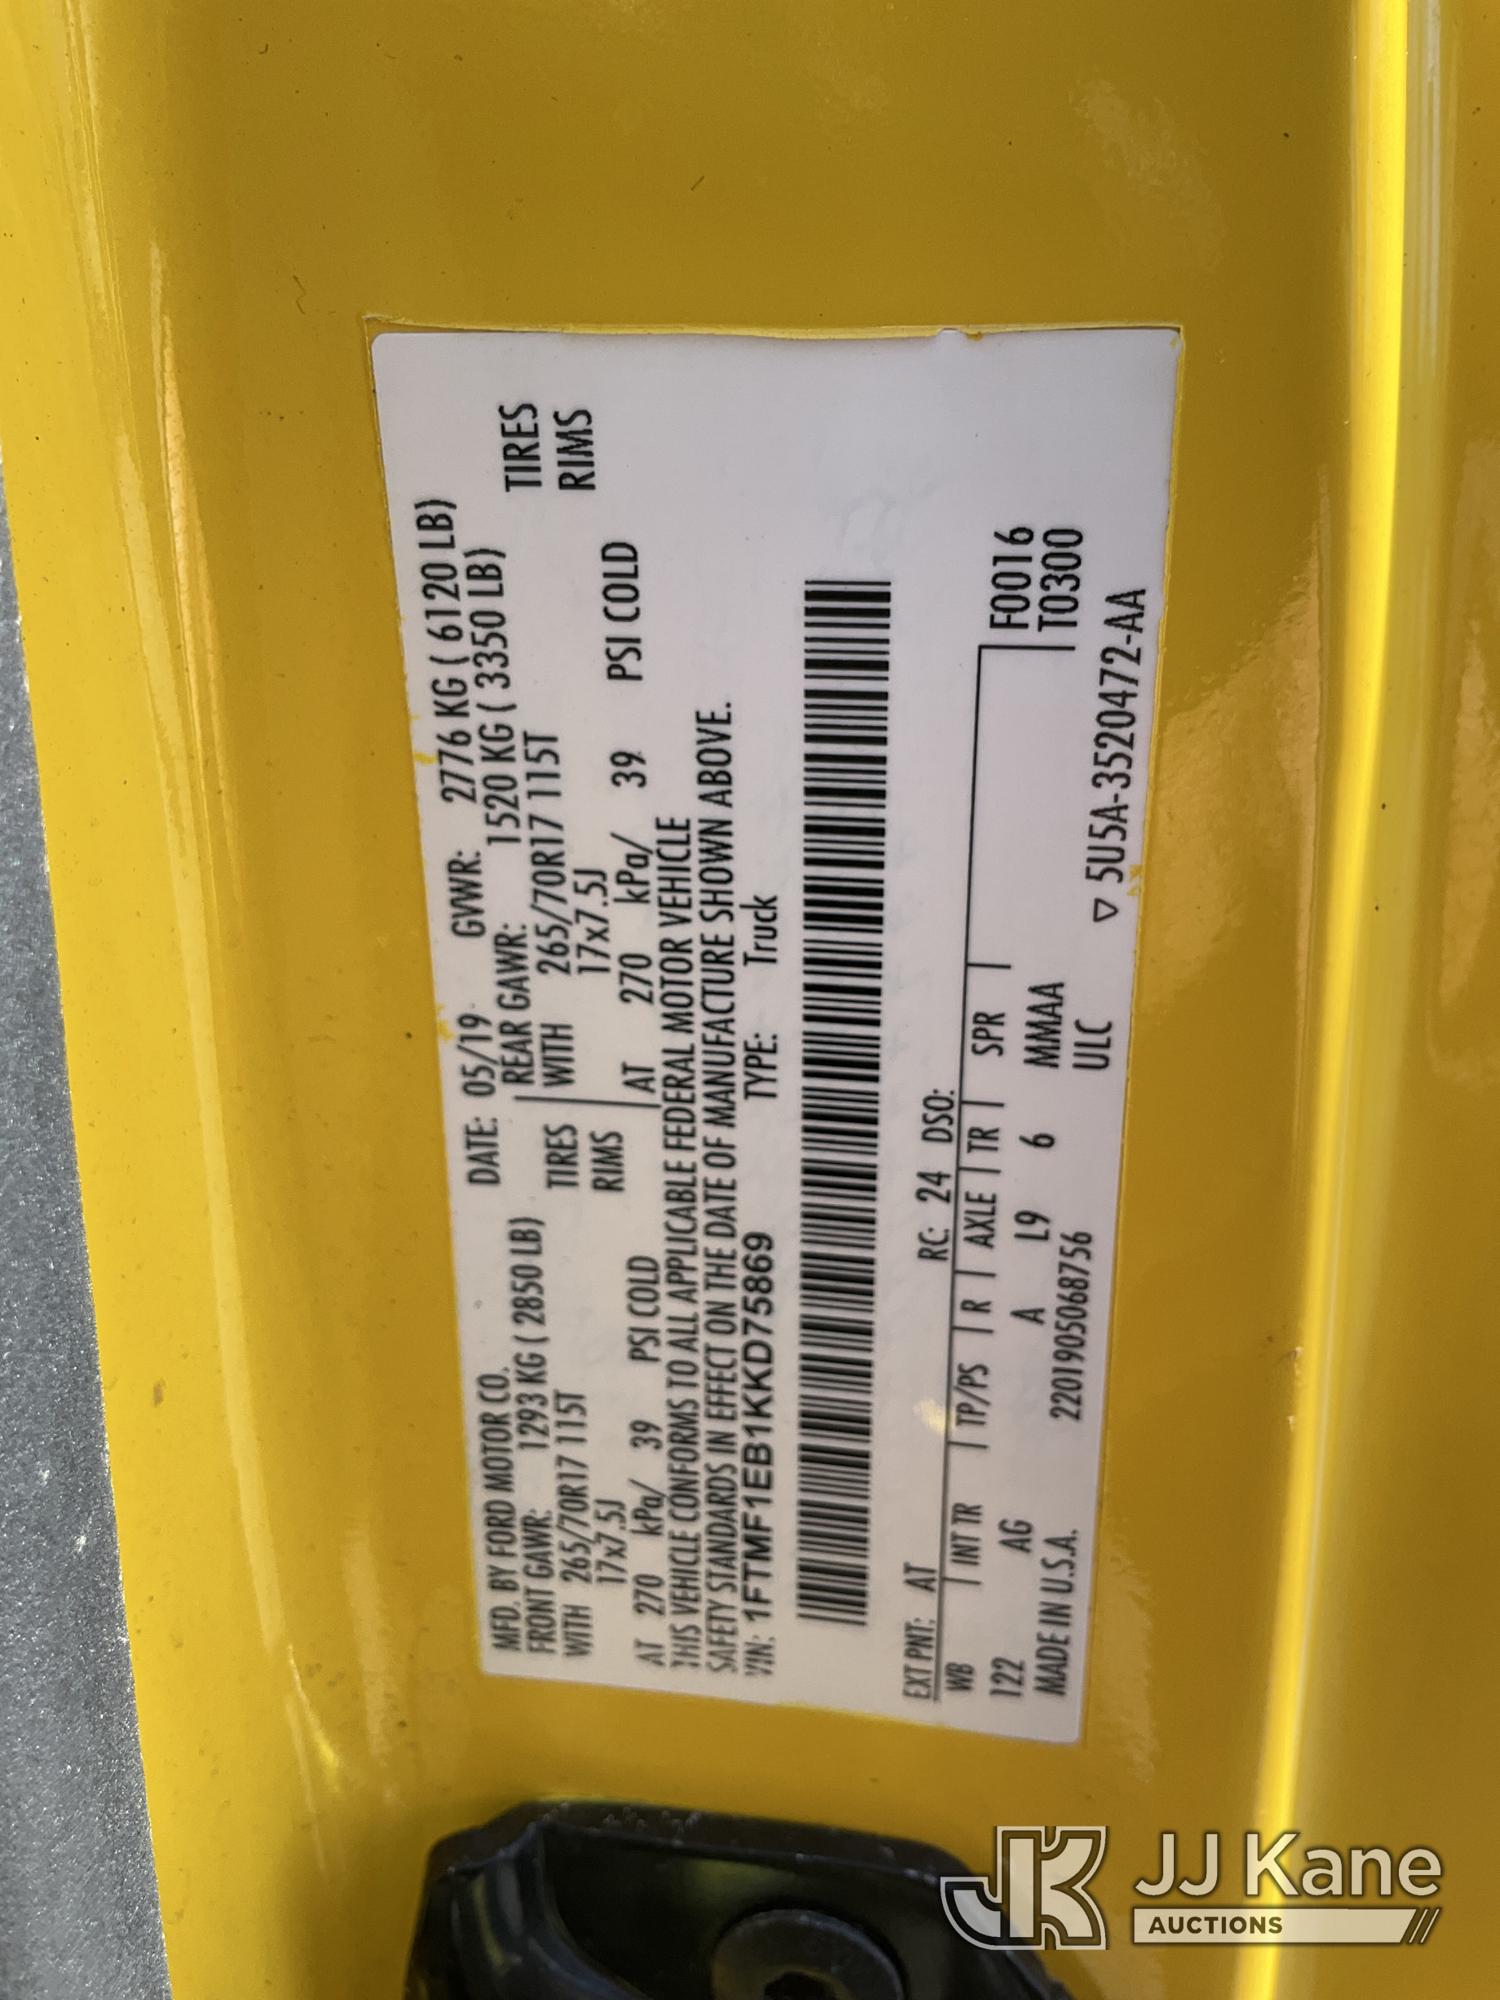 MFD. BY FORD MOTOR CO. DATE: 05/19 GVWR: 2776 KG ( 6120 LB)
FRONT GAWR: 1293 KG ( 2850 LB) REAR GAWR: 1520 KG ( 3350 LB)
WITH 265/70R17 115T TIRES WITH 265/70R17 115T TIRES
17x7.5J RIMS 17x7.5J RIMS
AT 270 kPa/ 39 PSI COLD AT 270 kPa/ 39 PSI COLD
THIS VEHICLE CONFORMS TO ALL APPLICABLE FEDERAL MOTOR VEHICLE
SAFETY STANDARDS IN EFFECT ON THE DATE OF MANUFACTURE SHOWN ABOVE.
VIN: 1FTMF1EB1KKD75869 TYPE: Truck
EXT PNT: AT RC: 24 DSO:
WB INT TR TP/PS R AXLE TR SPR F0016
122 AG A L9 6 MMAA T0300
MADE IN U.S.A. 2201905068756 ULC ▽ 5U5A-3520472-AA
JK JJ Kane
AUCTIONS